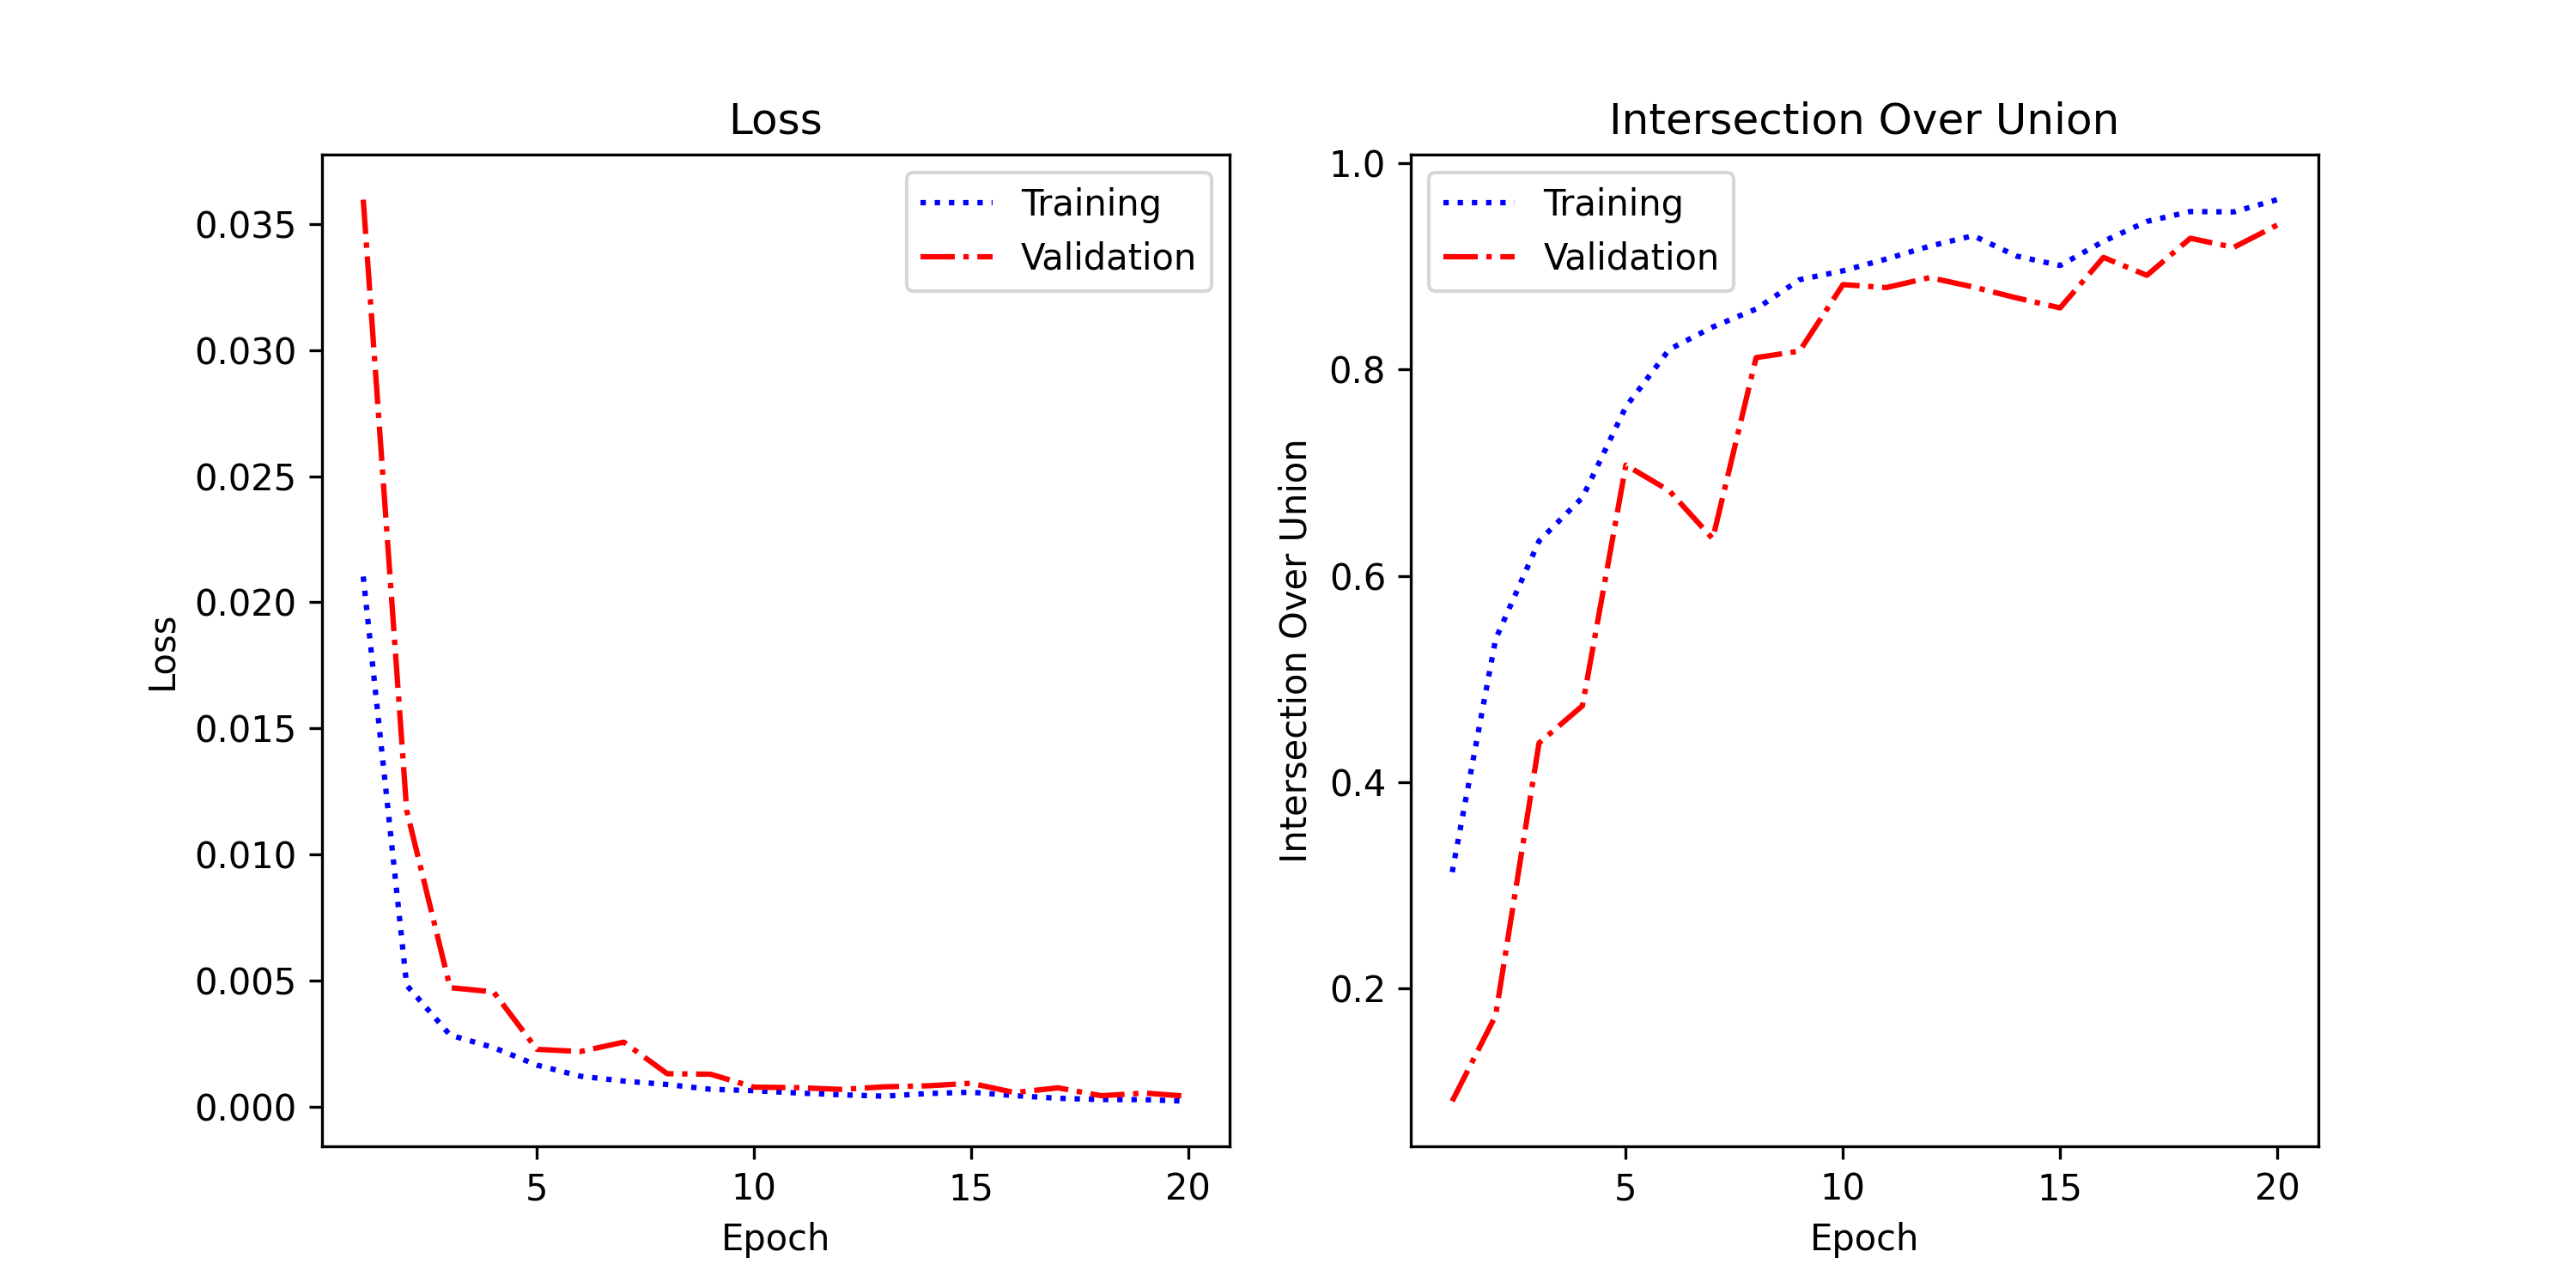 Loss
Training
Validation
0.035
0.030
0.025
0.020
0.015
0.010
0.005
0.000
Loss
5 10 15 20
Epoch
Intersection Over Union
Training
Validation
1.0
0.8
0.6
0.4
0.2
Intersection Over Union
5 10 15 20
Epoch